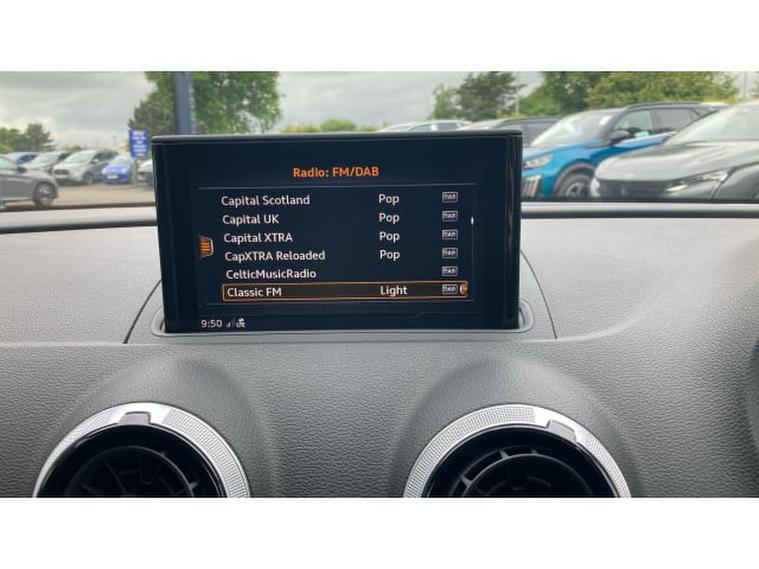 Radio: FM/DAB
Capital Scotland Pop DAB
Capital UK Pop DAB
Capital XTRA Pop DAB
CapXTRA Reloaded Pop DAB
CelticMusicRadio DAB
Classic FM Light DAB
9:50 LTE